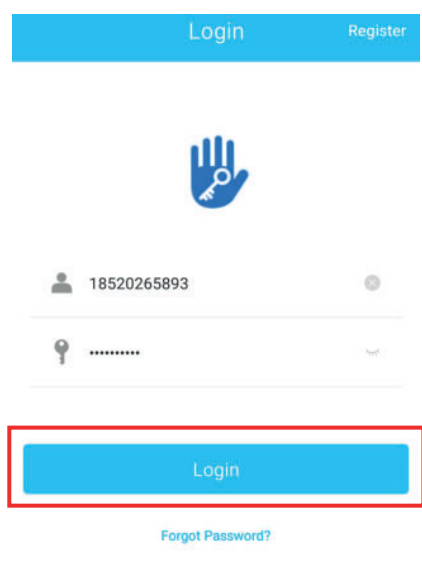 Login
Register
18520265893
••••••••••
Login
Forgot Password?